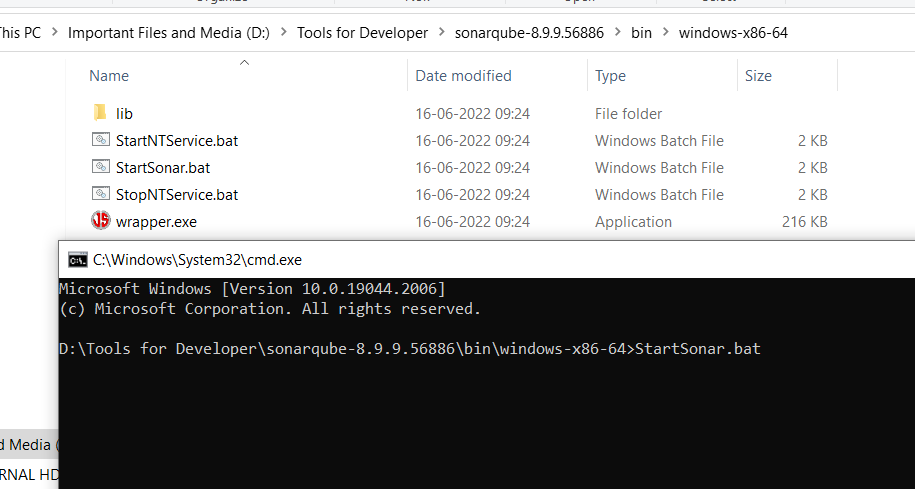 This PC > Important Files and Media (D:) > Tools for Developer > sonarqube-8.9.9.56886 > bin > windows-x86-64
Name Date modified Type Size
lib 16-06-2022 09:24 File folder
StartNTService.bat 16-06-2022 09:24 Windows Batch File 2 KB
StartSonar.bat 16-06-2022 09:24 Windows Batch File 2 KB
StopNTService.bat 16-06-2022 09:24 Windows Batch File 2 KB
wrapper.exe 16-06-2022 09:24 Application 216 KB
C:\Windows\System32\cmd.exe
Microsoft Windows [Version 10.0.19044.2006]
(c) Microsoft Corporation. All rights reserved.
D:\Tools for Developer\sonarqube-8.9.9.56886\bin\windows-x86-64>StartSonar.bat
d Media (
RNAL HD